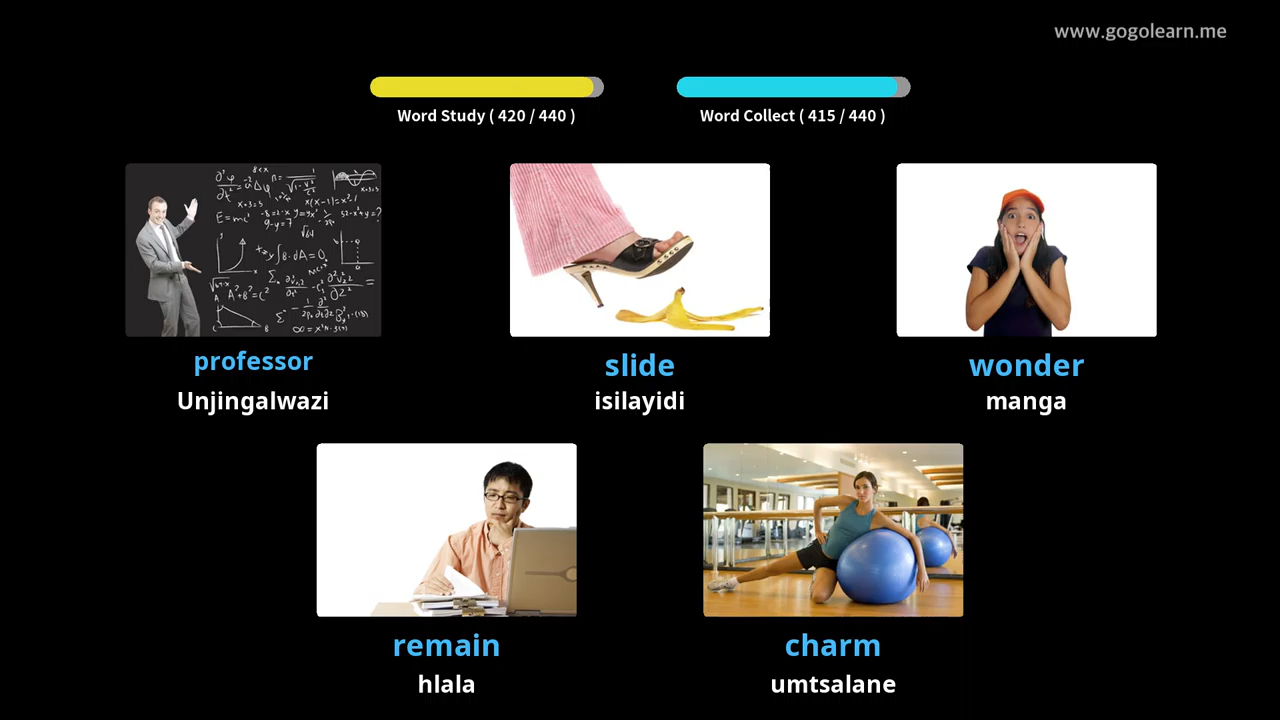 www.gogolearn.me
Word Study ( 420 / 440 )
Word Collect ( 415 / 440 )
professor
Unjingalwazi
slide
isilayidi
wonder
manga
remain
hlala
charm
umtsalane